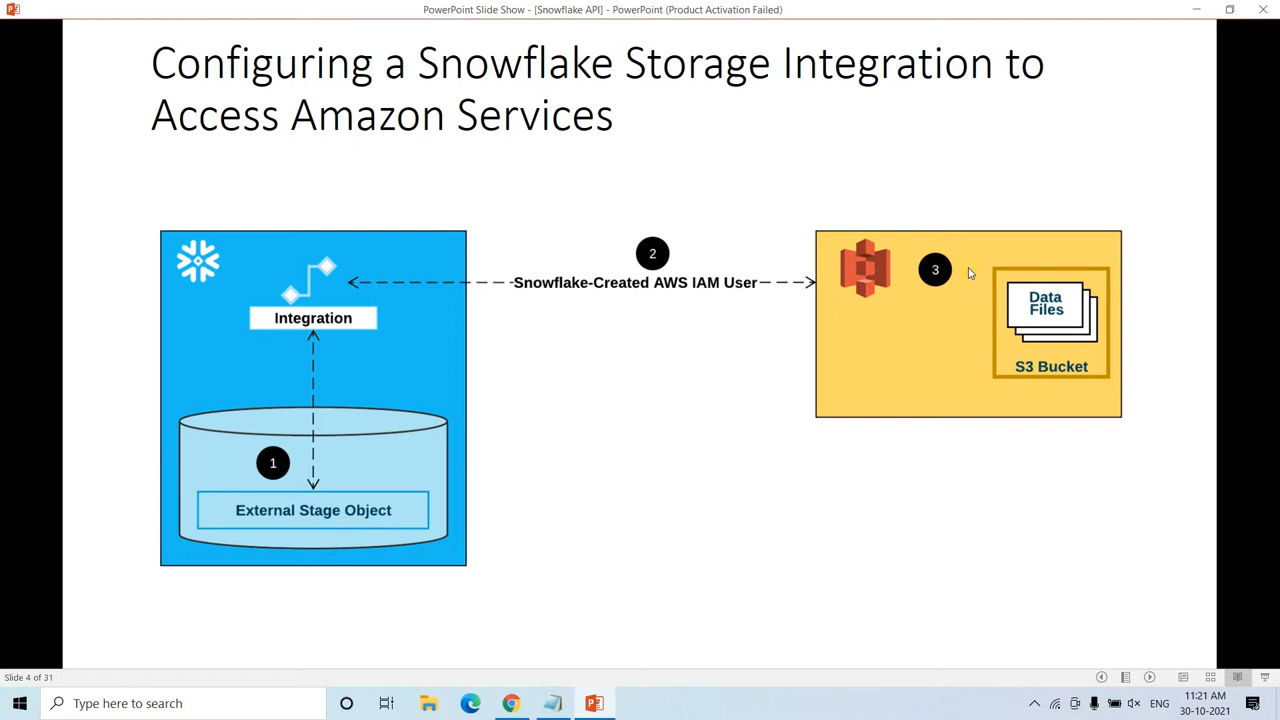 PowerPoint Slide Show - [Snowflake API] - PowerPoint (Product Activation Failed)
Configuring a Snowflake Storage Integration to
Access Amazon Services
2
Snowflake-Created AWS IAM User
Integration
1
External Stage Object
3
Data
Files
S3 Bucket
Slide 4 of 31
Type here to search
ENG
11:21 AM
30-10-2021